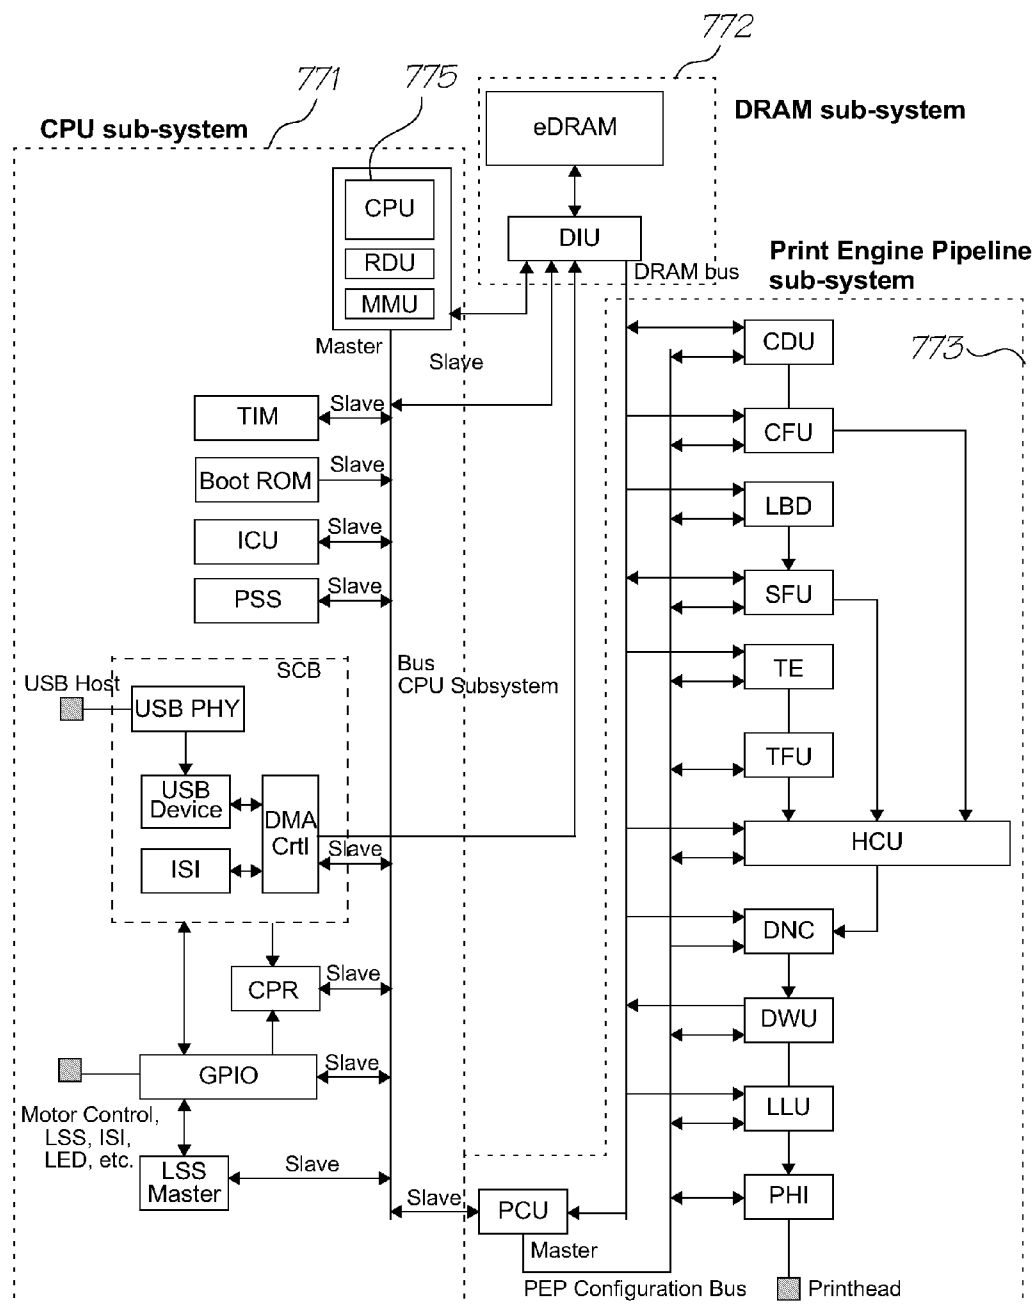 772
771
775
CPU sub-system
DRAM sub-system
eDRAM
CPU
DIU
RDU
MMU
DRAM bus
Print Engine Pipeline
sub-system
Master
Slave
773
CDU
TIM
Slave
CFU
Boot ROM
Slave
LBD
ICU
Slave
PSS
Slave
SFU
Bus
CPU Subsystem
SCB
USB Host
USB PHY
TE
TFU
USB
Device
DMA
Crtl
Slave
ISI
HCU
DNC
CPR
Slave
DWU
GPIO
Slave
Motor Control,
LSS, ISI,
LED, etc.
LLU
LSS
Master
Slave
PHI
Slave
PCU
Master
PEP Configuration Bus
Printhead